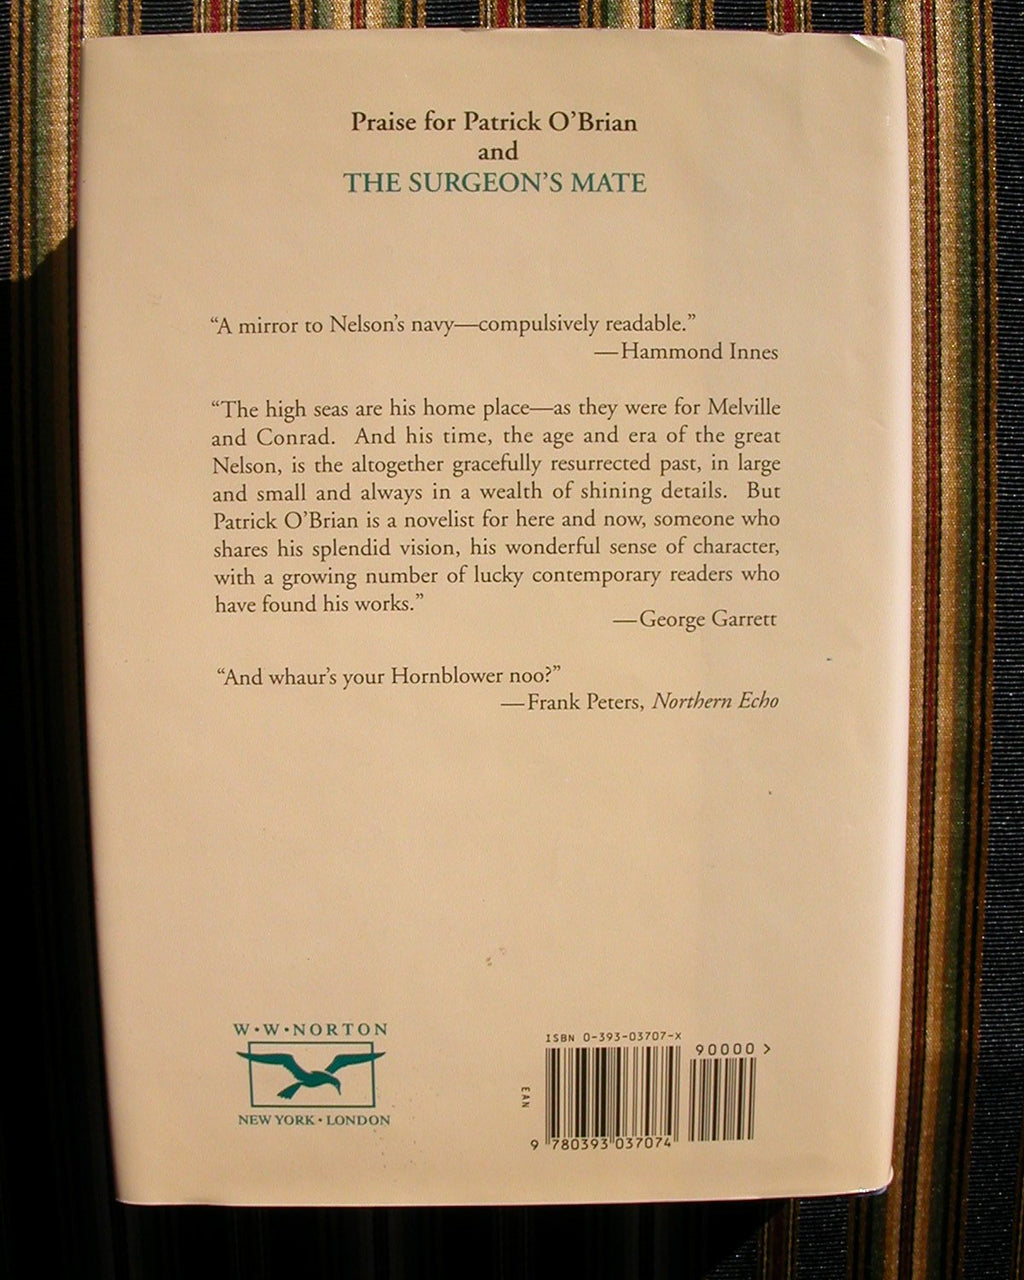 Praise for Patrick O'Brian
and
THE SURGEON'S MATE
“A mirror to Nelson's navy—compulsively readable.”
—Hammond Innes
“The high seas are his home place—as they were for Melville
and Conrad. And his time, the age and era of the great
Nelson, is the altogether gracefully resurrected past, in large
and small and always in a wealth of shining details. But
Patrick O'Brian is a novelist for here and now, someone who
shares his splendid vision, his wonderful sense of character,
with a growing number of lucky contemporary readers who
have found his works.”
—George Garrett
“And whaur's your Hornblower noo?”
—Frank Peters, Northern Echo
W•W•NORTON
NEW YORK•LONDON
ISBN 0-393-03707-X
90000>
EAN
9 780393 037074